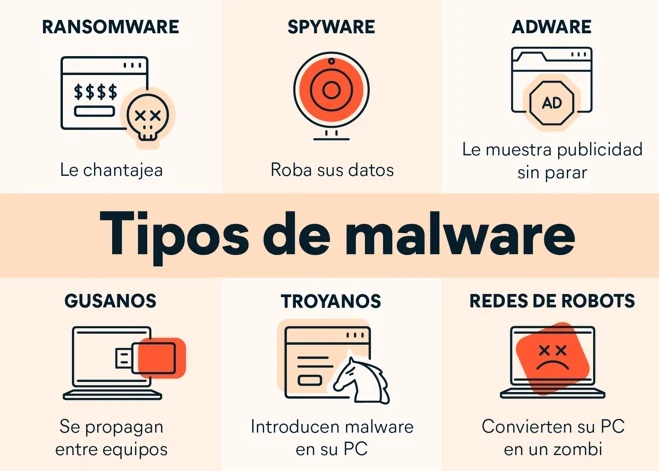 RANSOMWARE
$$$$
Le chantajea
SPYWARE
Roba sus datos
ADWARE
AD
Le muestra publicidad
sin parar
Tipos de malware
GUSANOS
Se propagan
entre equipos
TROYANOS
Introducen malware
en su PC
REDES DE ROBOTS
Convierten su PC
en un zombi